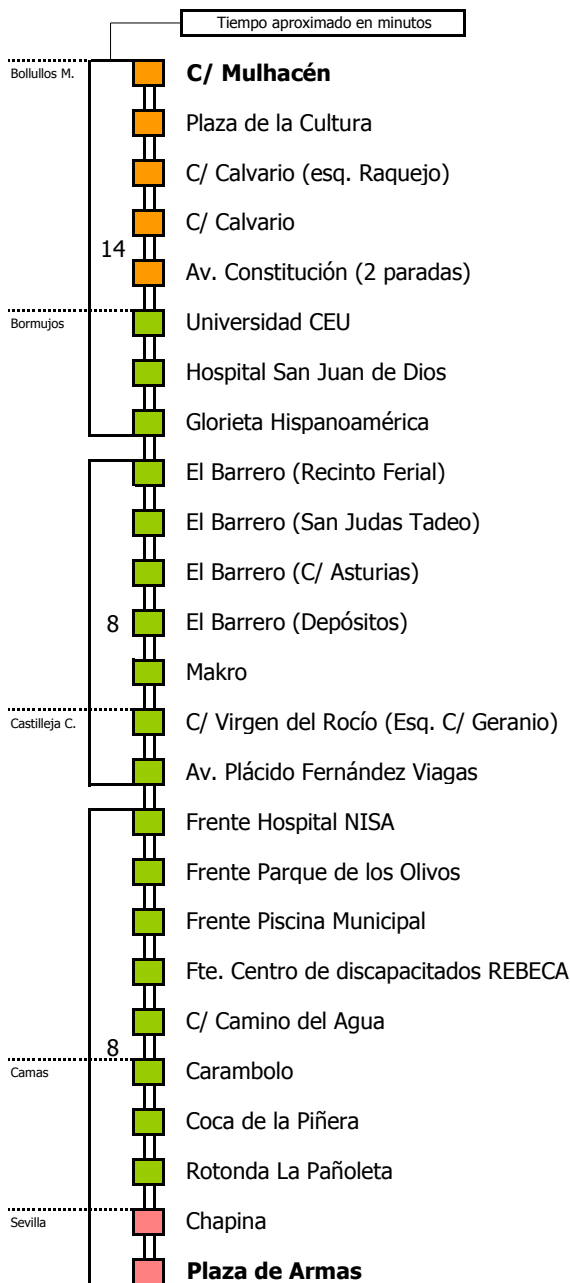 Tiempo aproximado en minutos
Bollullos M.
C/ Mulhacén
Plaza de la Cultura
C/ Calvario (esq. Raquejo)
C/ Calvario
14
Av. Constitución (2 paradas)
Bormujos
Universidad CEU
Hospital San Juan de Dios
Glorieta Hispanoamérica
El Barrero (Recinto Ferial)
El Barrero (San Judas Tadeo)
El Barrero (C/ Asturias)
8
El Barrero (Depósitos)
Makro
Castilleja C.
C/ Virgen del Rocío (Esq. C/ Geranio)
Av. Plácido Fernández Viagas
Frente Hospital NISA
Frente Parque de los Olivos
Frente Piscina Municipal
Fte. Centro de discapacitados REBECA
C/ Camino del Agua
8
Camas
Carambolo
Coca de la Piñera
Rotonda La Pañoleta
Sevilla
Chapina
Plaza de Armas